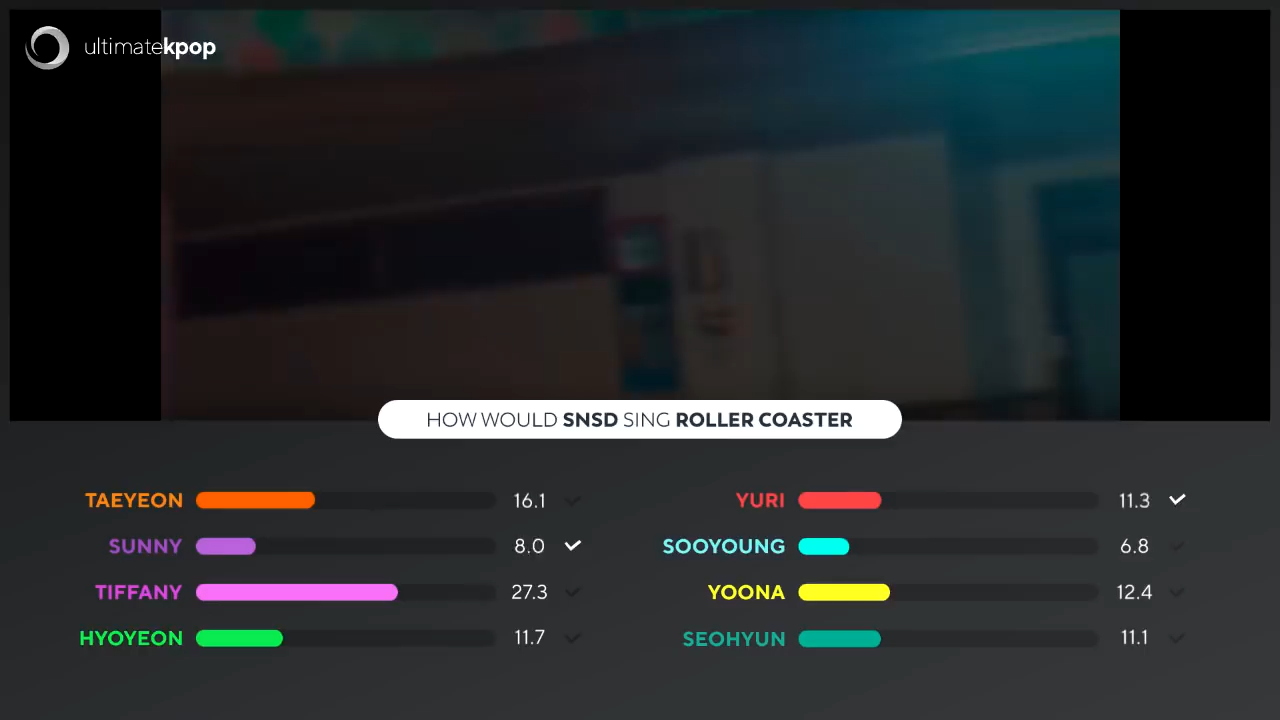 ultimatekpop
HOW WOULD SNSD SING ROLLER COASTER
TAEYEON 16.1
SUNNY 8.0
TIFFANY 27.3
HYOYEON 11.7
YURI 11.3
SOOYOUNG 6.8
YOONA 12.4
SEOHYUN 11.1